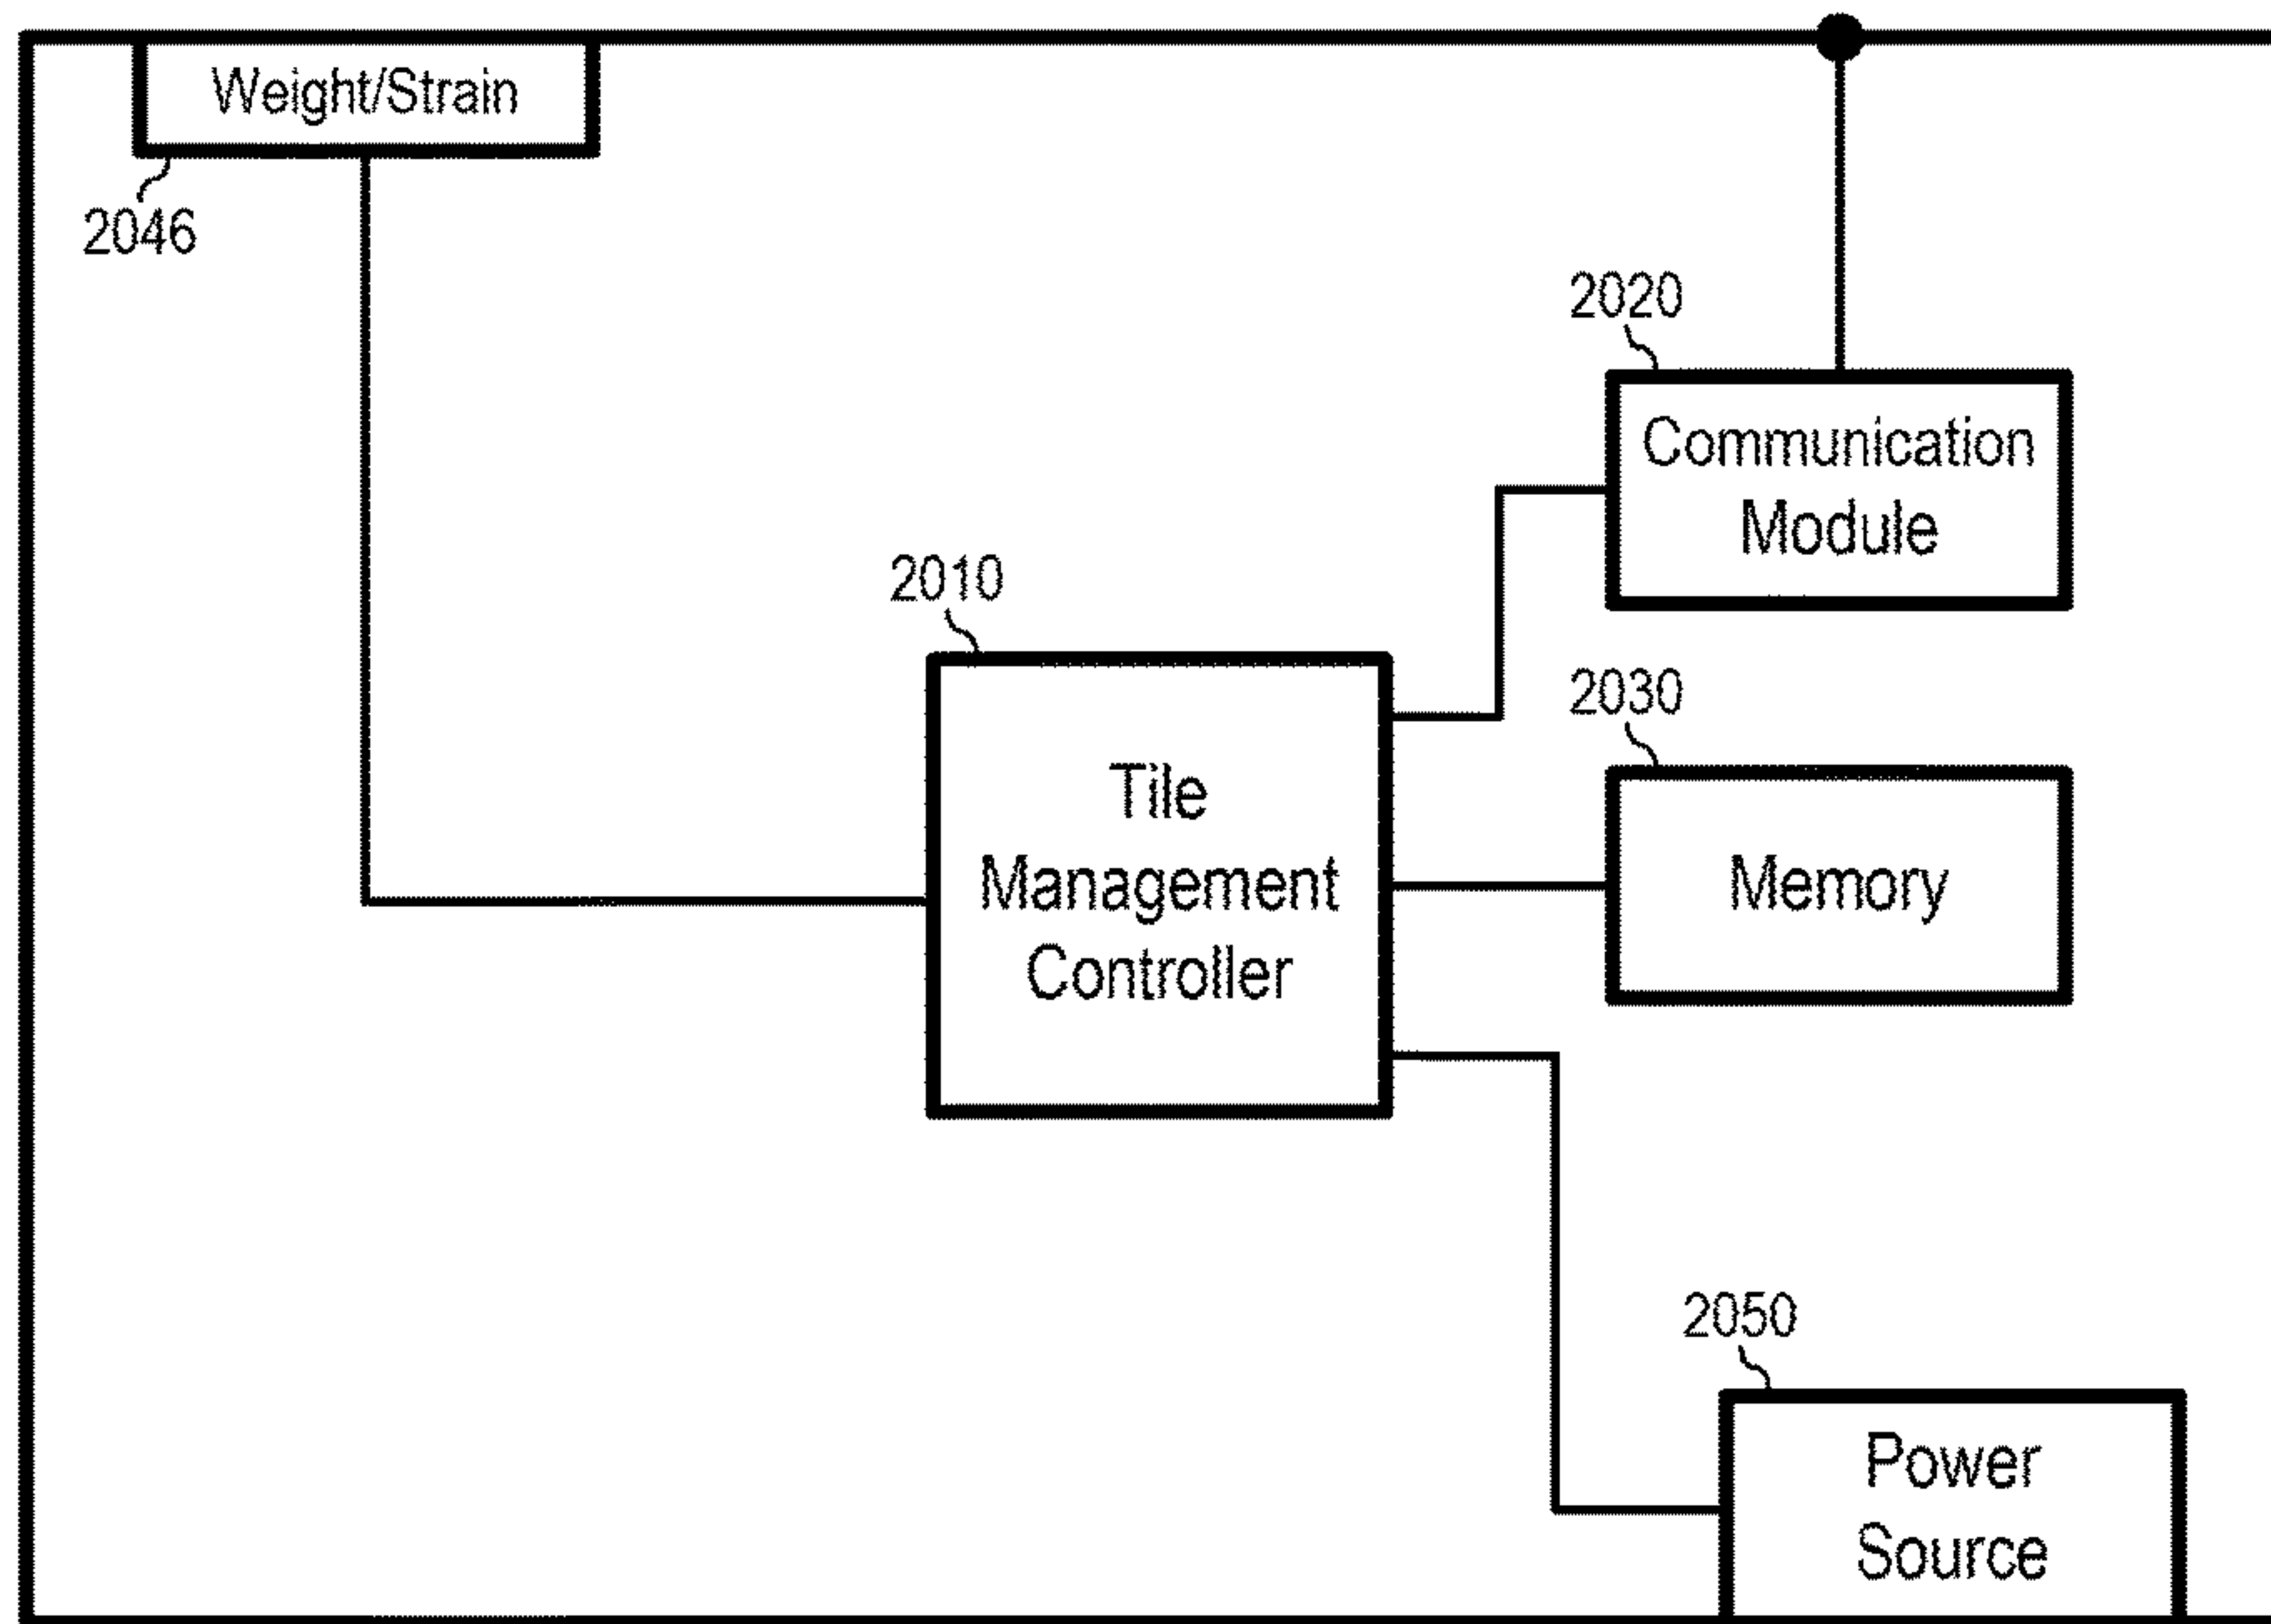 Weight/Strain
2046
2020
Communication
Module
2010
2030
Tile
Management
Controller
Memory
2050
Power
Source